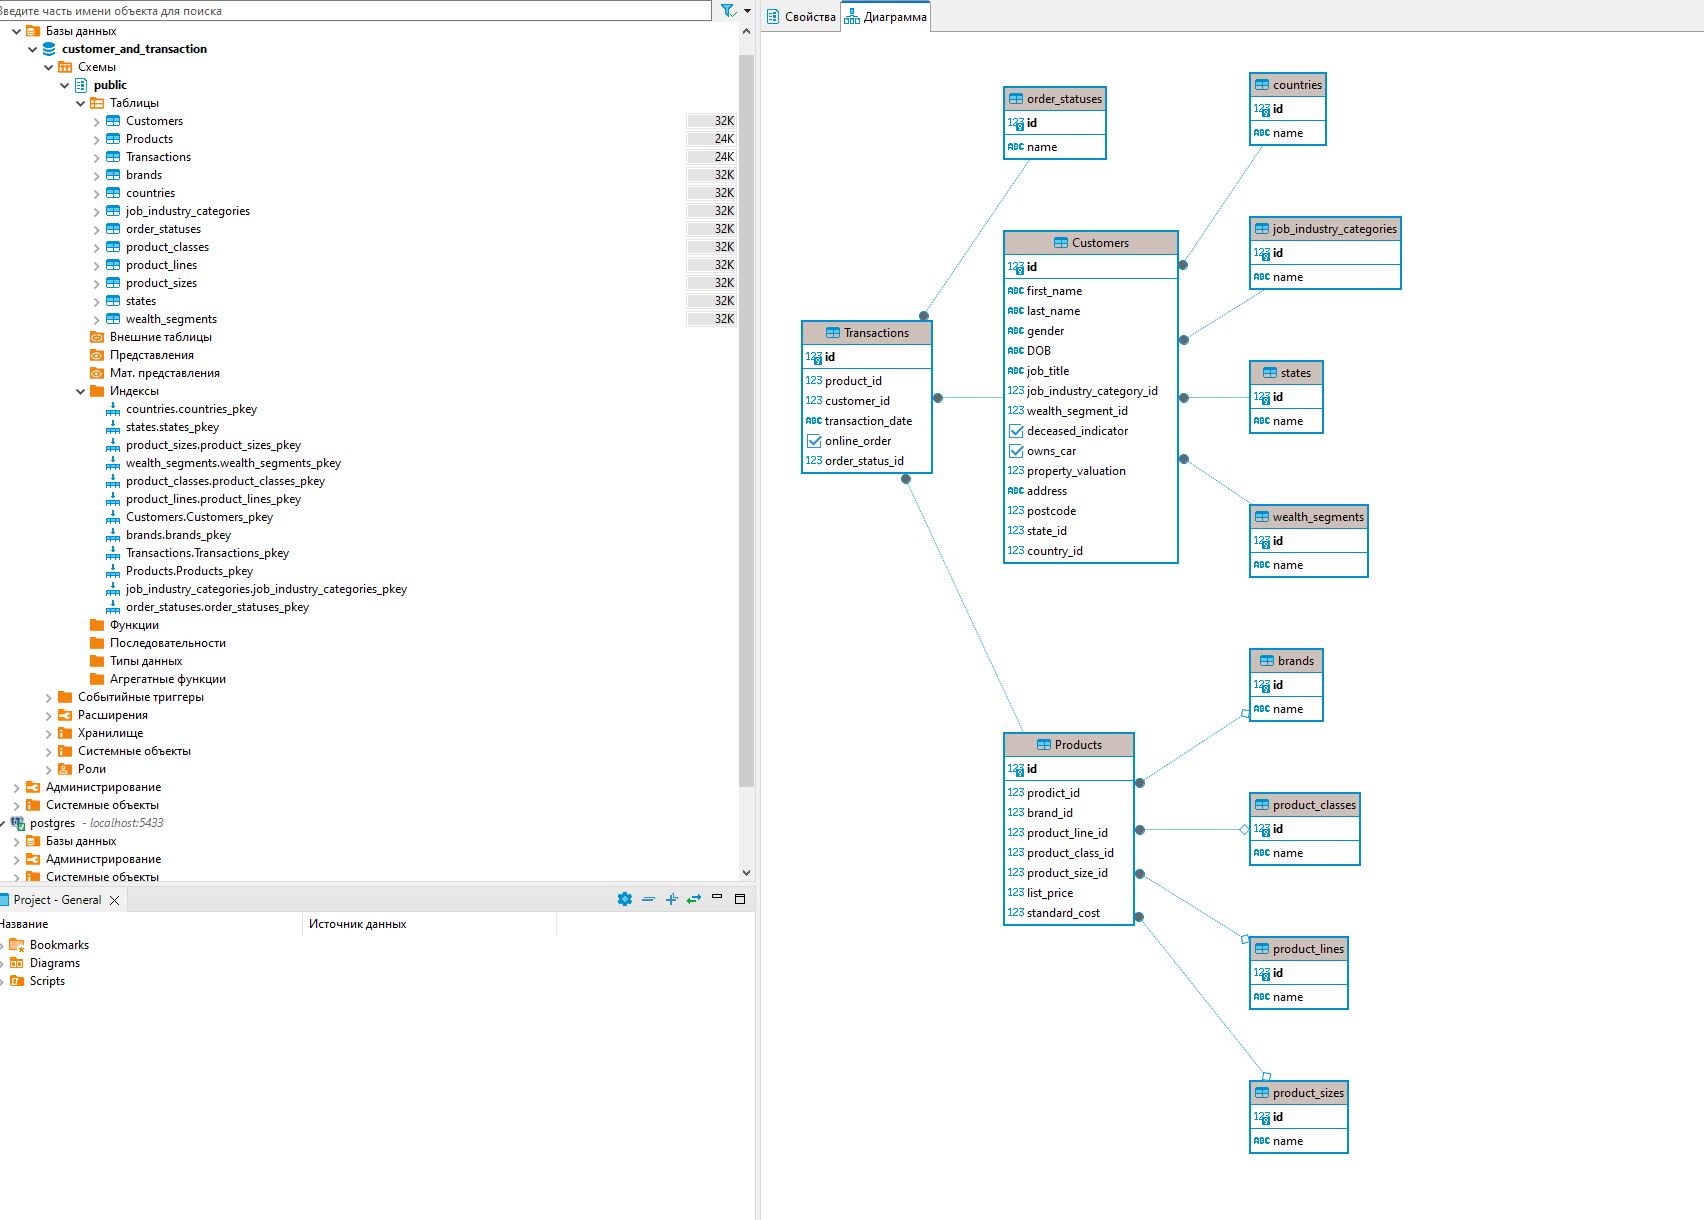 Введите часть имени объекта для поиска
Базы данных
customer_and_transaction
Схемы
public
Таблицы
Customers 32K
Products 24K
Transactions 24K
brands 32K
countries 32K
job_industry_categories 32K
order_statuses 32K
product_classes 32K
product_lines 32K
product_sizes 32K
states 32K
wealth_segments 32K
Внешние таблицы
Представления
Мат. представления
Индексы
countries.countries_pkey
states.states_pkey
product_sizes.product_sizes_pkey
wealth_segments.wealth_segments_pkey
product_classes.product_classes_pkey
product_lines.product_lines_pkey
Customers.Customers_pkey
brands.brands_pkey
Transactions.Transactions_pkey
Products.Products_pkey
job_industry_categories.job_industry_categories_pkey
order_statuses.order_statuses_pkey
Функции
Последовательности
Типы данных
Агрегатные функции
Событийные триггеры
Расширения
Хранилище
Системные объекты
Роли
Администрирование
Системные объекты
postgres - localhost:5433
Базы данных
Администрирование
Системные объекты
Project - General
Название Источник данных
Bookmarks
Diagrams
Scripts
Свойства Диаграмма
order_statuses
123 id
ABC name
countries
123 id
ABC name
Customers
123 id
ABC first_name
ABC last_name
ABC gender
ABC DOB
ABC job_title
123 job_industry_category_id
123 wealth_segment_id
deceased_indicator
owns_car
123 property_valuation
ABC address
123 postcode
123 state_id
123 country_id
job_industry_categories
123 id
ABC name
Transactions
123 id
123 product_id
123 customer_id
ABC transaction_date
online_order
123 order_status_id
states
123 id
ABC name
wealth_segments
123 id
ABC name
brands
123 id
ABC name
Products
123 id
123 prodict_id
123 brand_id
123 product_line_id
123 product_class_id
123 product_size_id
123 list_price
123 standard_cost
product_classes
123 id
ABC name
product_lines
123 id
ABC name
product_sizes
123 id
ABC name